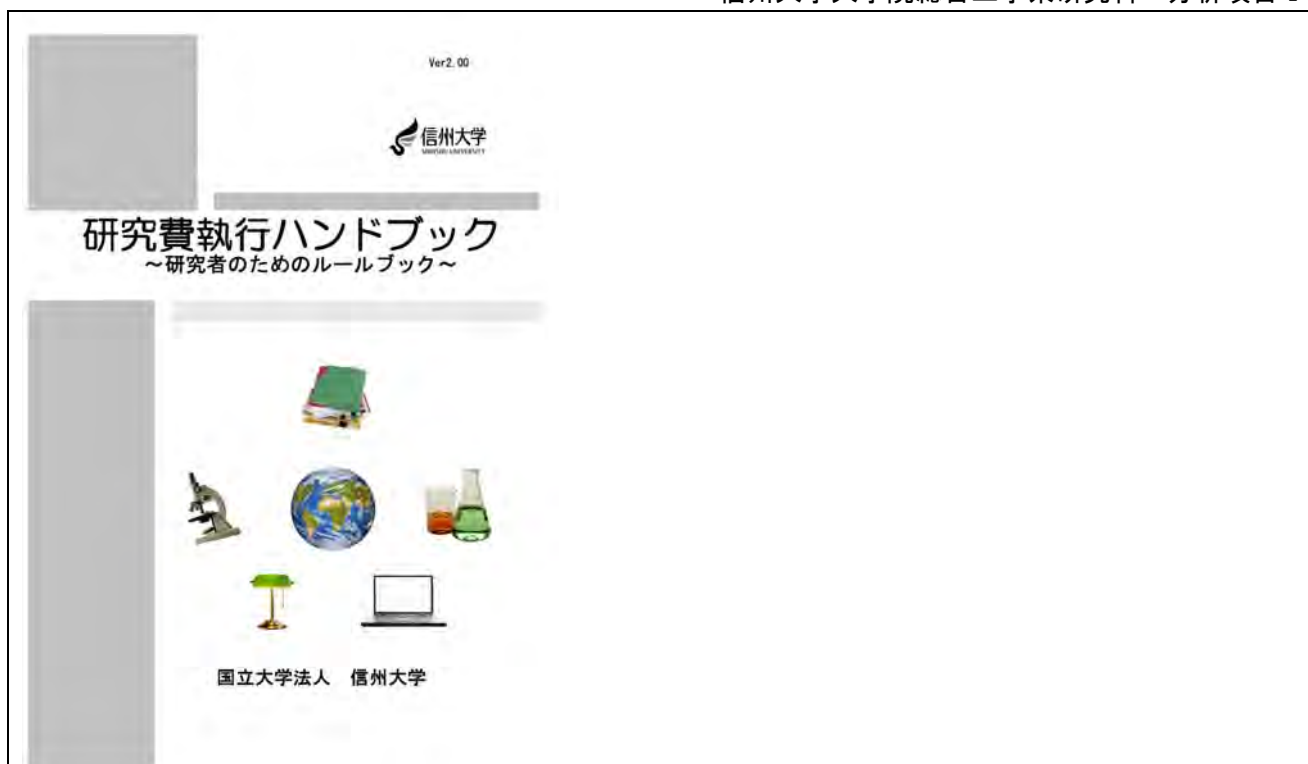 Ver2.00
信州大学
SHINSHU UNIVERSITY
研究費執行ハンドブック
～研究者のためのルールブック～
国立大学法人　信州大学